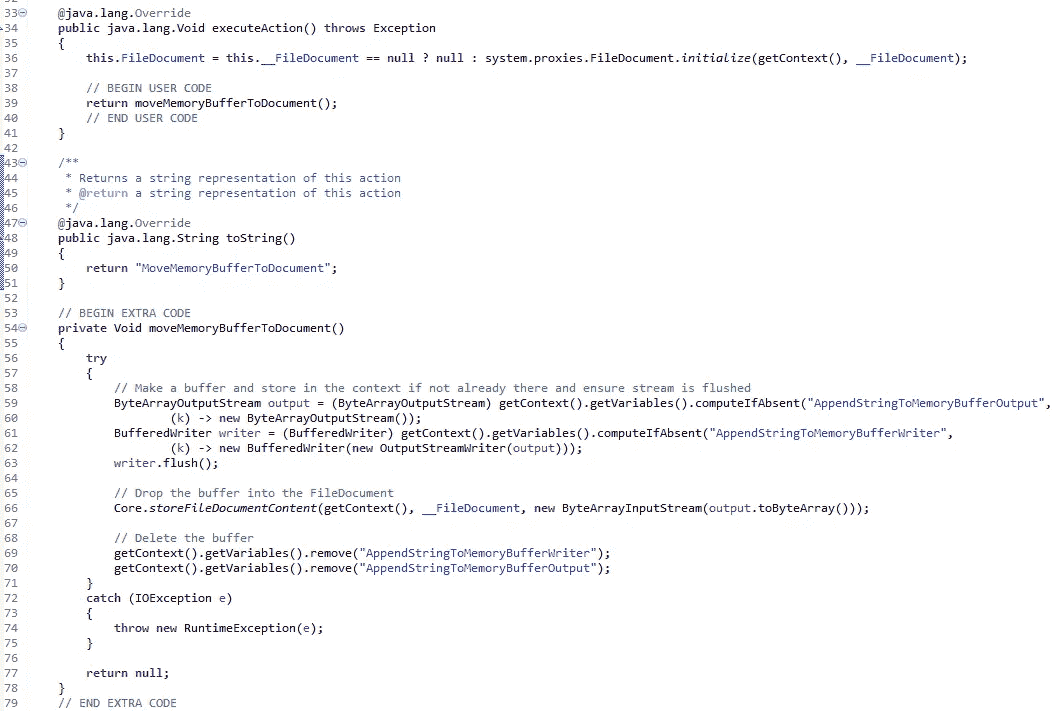 33 @java.lang.Override
34 public java.lang.Void executeAction() throws Exception
35 {
36 this.FileDocument = this.__FileDocument == null ? null : system.proxies.FileDocument.initialize(getContext(), __FileDocument);
37
38 // BEGIN USER CODE
39 return moveMemoryBufferToDocument();
40 // END USER CODE
41 }
42
43 /**
44 * Returns a string representation of this action
45 * @return a string representation of this action
46 */
47 @java.lang.Override
48 public java.lang.String toString()
49 {
50 return "MoveMemoryBufferToDocument";
51 }
52
53 // BEGIN EXTRA CODE
54 private Void moveMemoryBufferToDocument()
55 {
56 try
57 {
58 // Make a buffer and store in the context if not already there and ensure stream is flushed
59 ByteArrayOutputStream output = (ByteArrayOutputStream) getContext().getVariables().computeIfAbsent("AppendStringToMemoryBufferOutput",
60 (k) -> new ByteArrayOutputStream());
61 BufferedWriter writer = (BufferedWriter) getContext().getVariables().computeIfAbsent("AppendStringToMemoryBufferWriter",
62 (k) -> new BufferedWriter(new OutputStreamWriter(output)));
63 writer.flush();
64
65 // Drop the buffer into the FileDocument
66 Core.storeFileDocumentContent(getContext(), __FileDocument, new ByteArrayInputStream(output.toByteArray()));
67
68 // Delete the buffer
69 getContext().getVariables().remove("AppendStringToMemoryBufferWriter");
70 getContext().getVariables().remove("AppendStringToMemoryBufferOutput");
71 }
72 catch (IOException e)
73 {
74 throw new RuntimeException(e);
75 }
76
77 return null;
78 }
79 // END EXTRA CODE